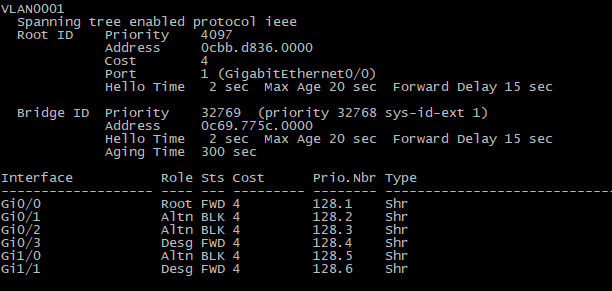 VLAN0001
  Spanning tree enabled protocol ieee
  Root ID    Priority    4097
             Address     0cbb.d836.0000
             Cost        4
             Port        1 (GigabitEthernet0/0)
             Hello Time   2 sec  Max Age 20 sec  Forward Delay 15 sec

  Bridge ID  Priority    32769  (priority 32768 sys-id-ext 1)
             Address     0c69.775c.0000
             Hello Time   2 sec  Max Age 20 sec  Forward Delay 15 sec
             Aging Time  300 sec

Interface           Role Sts Cost      Prio.Nbr Type
------------------- ---- --- --------- -------- --------------------------------
Gi0/0               Root FWD 4         128.1    Shr
Gi0/1               Altn BLK 4         128.2    Shr
Gi0/2               Altn BLK 4         128.3    Shr
Gi0/3               Desg FWD 4         128.4    Shr
Gi1/0               Altn BLK 4         128.5    Shr
Gi1/1               Desg FWD 4         128.6    Shr